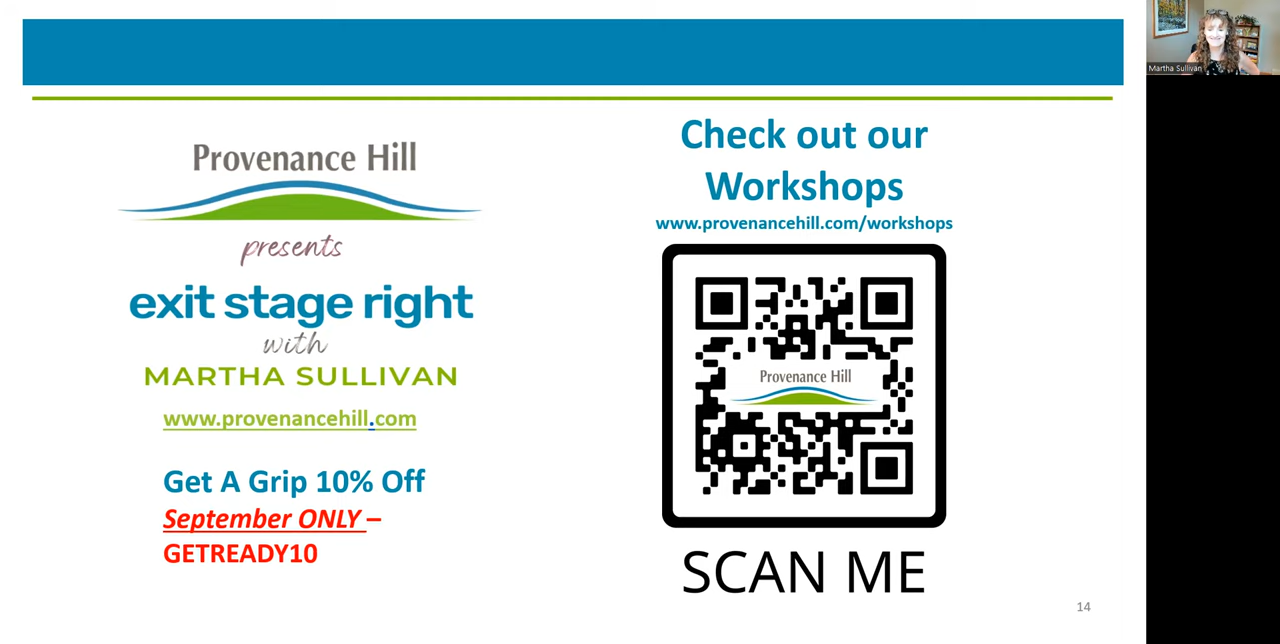 Provenance Hill
presents
exit stage right
with
MARTHA SULLIVAN
www.provenancehill.com
Get A Grip 10% Off
September ONLY –
GETREADY10
Check out our
Workshops
www.provenancehill.com/workshops
Provenance Hill
SCAN ME
14
Martha Sullivan